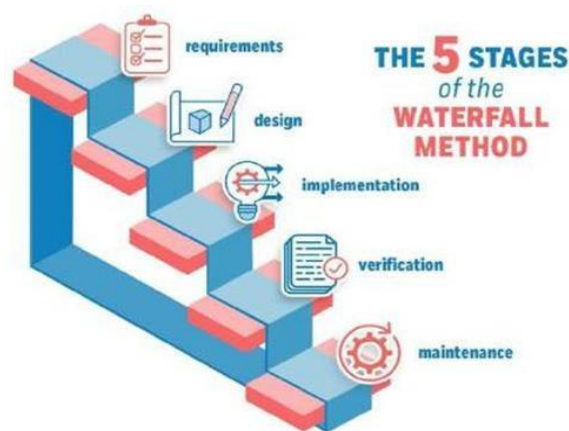 THE 5 STAGES
of the
WATERFALL
METHOD
requirements
design
implementation
verification
maintenance